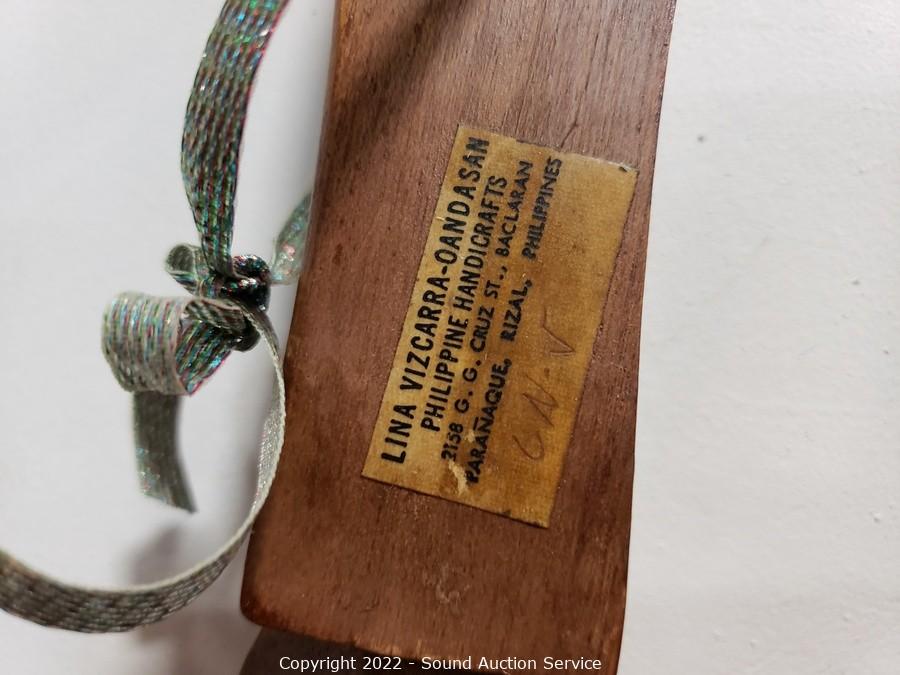 LINA VIZCARRA-OANDASAN
PHILIPPINE HANDICRAFTS
2158 G. G. CRUZ ST., BACLARAN
PARAÑAQUE, RIZAL, PHILIPPINES
Copyright 2022 - Sound Auction Service